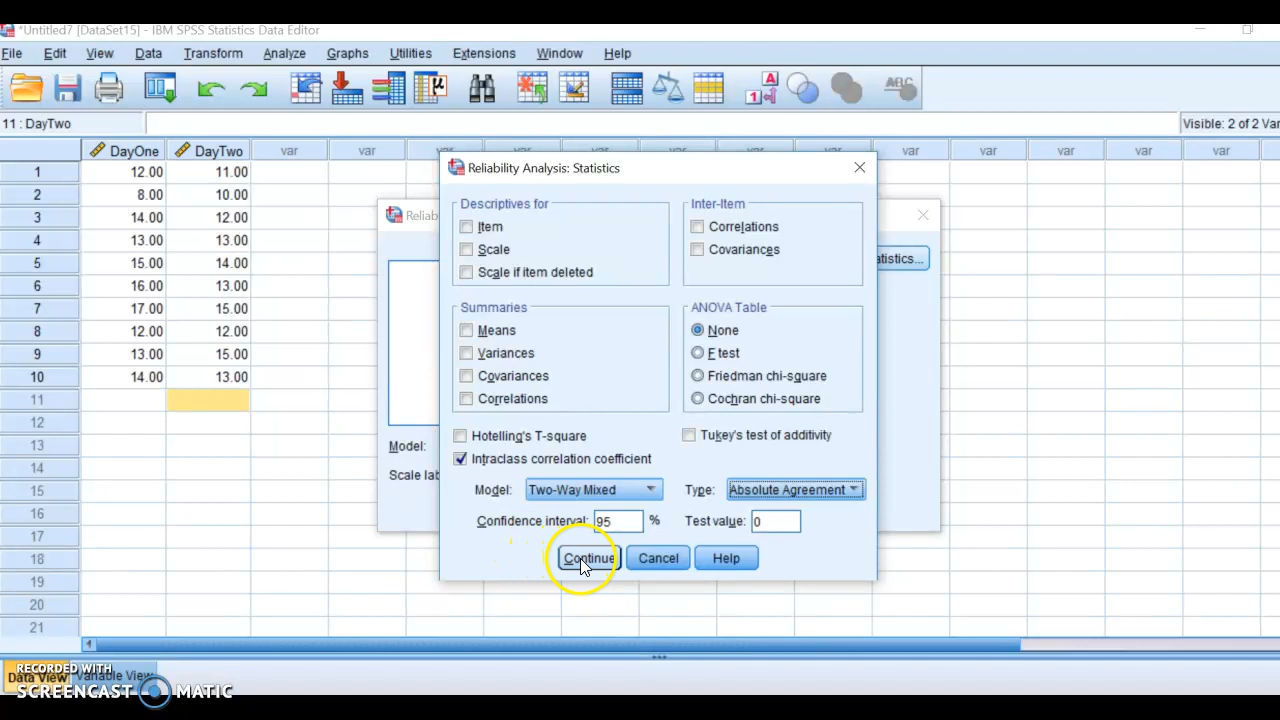 *Untitled7 [DataSet15] - IBM SPSS Statistics Data Editor
File Edit View Data Transform Analyze Graphs Utilities Extensions Window Help
11 : DayTwo
Visible: 2 of 2 Var
DayOne DayTwo var var var var var var var
1 12.00 11.00
2 8.00 10.00
3 14.00 12.00
4 13.00 13.00
5 15.00 14.00
6 16.00 13.00
7 17.00 15.00
8 12.00 12.00
9 13.00 15.00
10 14.00 13.00
11
12
13
14
15
16
17
18
19
20
21
Reliab
atistics...
Model:
Scale lab
Reliability Analysis: Statistics
Descriptives for
Item
Scale
Scale if item deleted
Inter-Item
Correlations
Covariances
Summaries
Means
Variances
Covariances
Correlations
ANOVA Table
None
F test
Friedman chi-square
Cochran chi-square
Hotelling's T-square
Tukey's test of additivity
Intraclass correlation coefficient
Model: Two-Way Mixed Type: Absolute Agreement
Confidence interval: 95 % Test value: 0
Continue Cancel Help
Data View Variable View
RECORDED WITH
SCREENCAST MATIC